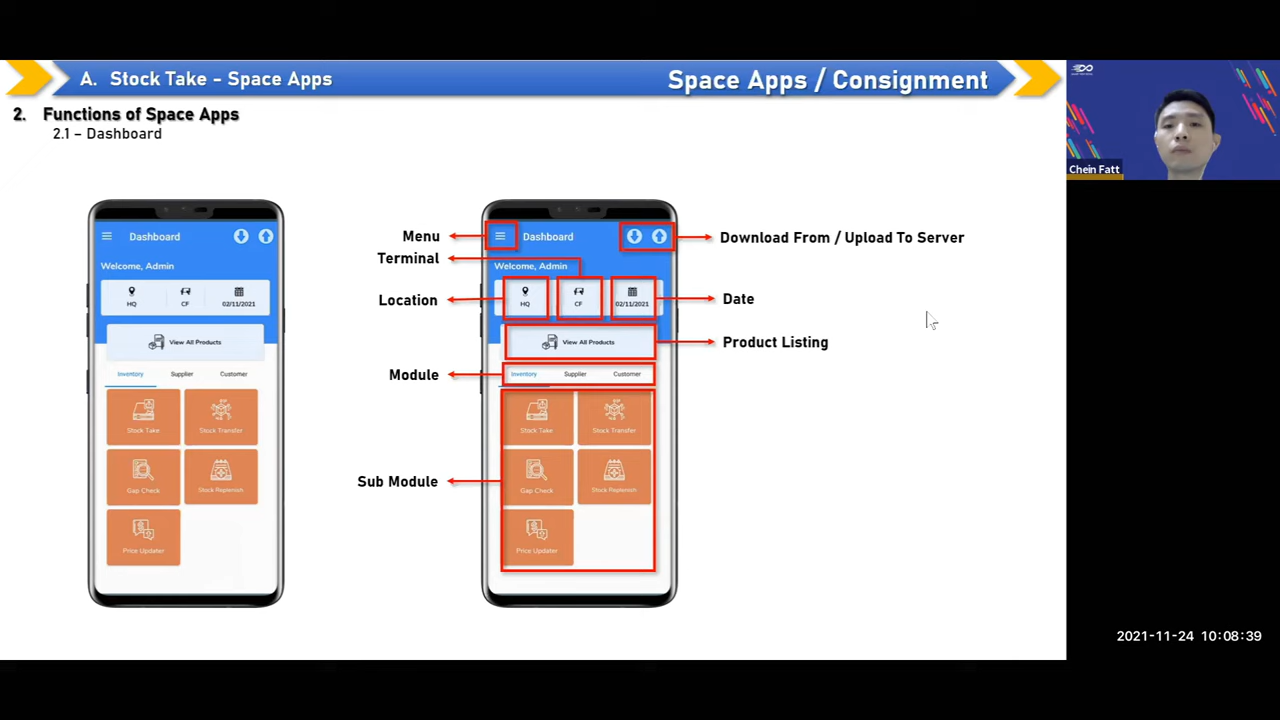 A. Stock Take - Space Apps
Space Apps / Consignment
Chein Fatt
2. Functions of Space Apps
2.1 – Dashboard
Dashboard
Welcome, Admin
HQ
CF
02/11/2021
View All Products
Inventory Supplier Customer
Stock Take
Stock Transfer
Gap Check
Stock Replenish
Price Updater
Menu
Terminal
Location
Module
Sub Module
Dashboard
Welcome, Admin
HQ
CF
02/11/2021
View All Products
Inventory Supplier Customer
Stock Take
Stock Transfer
Gap Check
Stock Replenish
Price Updater
Download From / Upload To Server
Date
Product Listing
2021-11-24 10:08:39